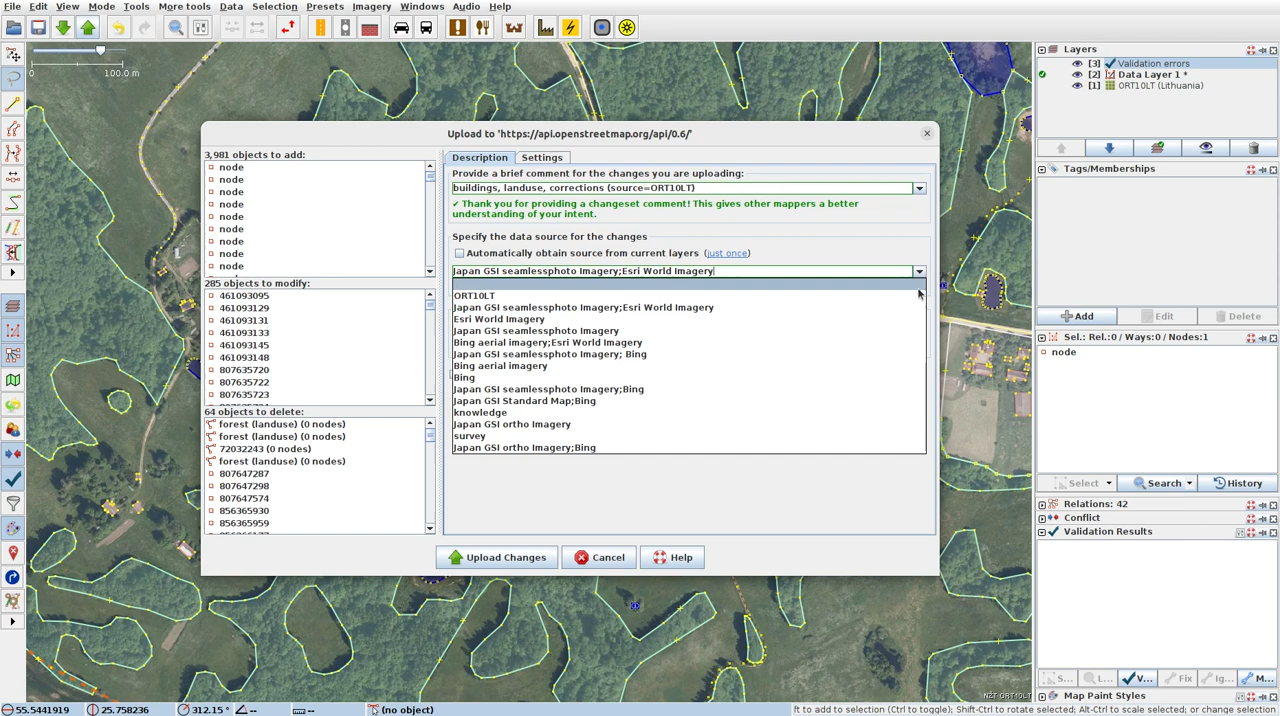 File Edit View Mode Tools More tools Data Selection Presets Imagery Windows Audio Help
0 100.0 m
Upload to 'https://api.openstreetmap.org/api/0.6/'
3,981 objects to add:
node
node
node
node
node
node
node
node
node
285 objects to modify:
461093095
461093129
461093131
461093133
461093145
461093148
807635720
807635722
807635723
64 objects to delete:
forest (landuse) (0 nodes)
forest (landuse) (0 nodes)
72032243 (0 nodes)
forest (landuse) (0 nodes)
807647287
807647298
807647574
856365930
856365959
Description Settings
Provide a brief comment for the changes you are uploading:
buildings, landuse, corrections (source=ORT10LT)
✔ Thank you for providing a changeset comment! This gives other mappers a better
understanding of your intent.
Specify the data source for the changes
Automatically obtain source from current layers (just once)
Japan GSI seamlessphoto Imagery;Esri World Imagery
ORT10LT
Japan GSI seamlessphoto Imagery;Esri World Imagery
Esri World Imagery
Japan GSI seamlessphoto Imagery
Bing aerial imagery;Esri World Imagery
Japan GSI seamlessphoto Imagery; Bing
Bing aerial imagery
Bing
Japan GSI seamlessphoto Imagery;Bing
Japan GSI Standard Map;Bing
knowledge
Japan GSI ortho Imagery
survey
Japan GSI ortho Imagery;Bing
Upload Changes Cancel Help
Layers
[3] Validation errors
[2] Data Layer 1 *
[1] ORT10LT (Lithuania)
Tags/Memberships
Add Edit Delete
Sel.: Rel.:0 / Ways:0 / Nodes:1
node
Select Search History
Relations: 42
Conflict
Validation Results
S... L... V... Fix Ig... M...
Map Paint Styles
NŽT ORT10LT
55.5441919 25.758236 312.15 ° -- -- (no object) ft to add to selection (Ctrl to toggle); Shift-Ctrl to rotate selected; Alt-Ctrl to scale selected; or change selection